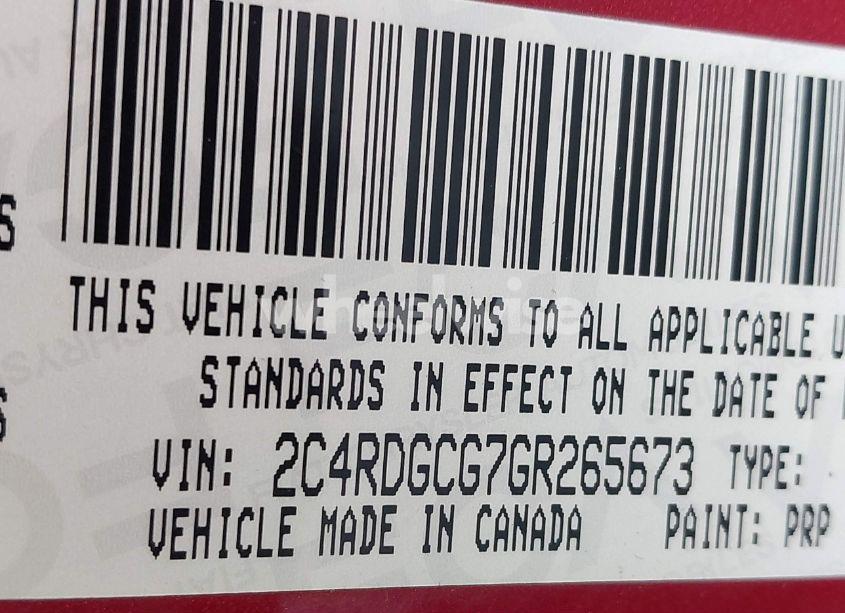 S
THIS VEHICLE CONFORMS TO ALL APPLICABLE U
STANDARDS IN EFFECT ON THE DATE OF
S
VIN: 2C4RDGCG7GR265673 TYPE:
VEHICLE MADE IN CANADA PAINT: PRP